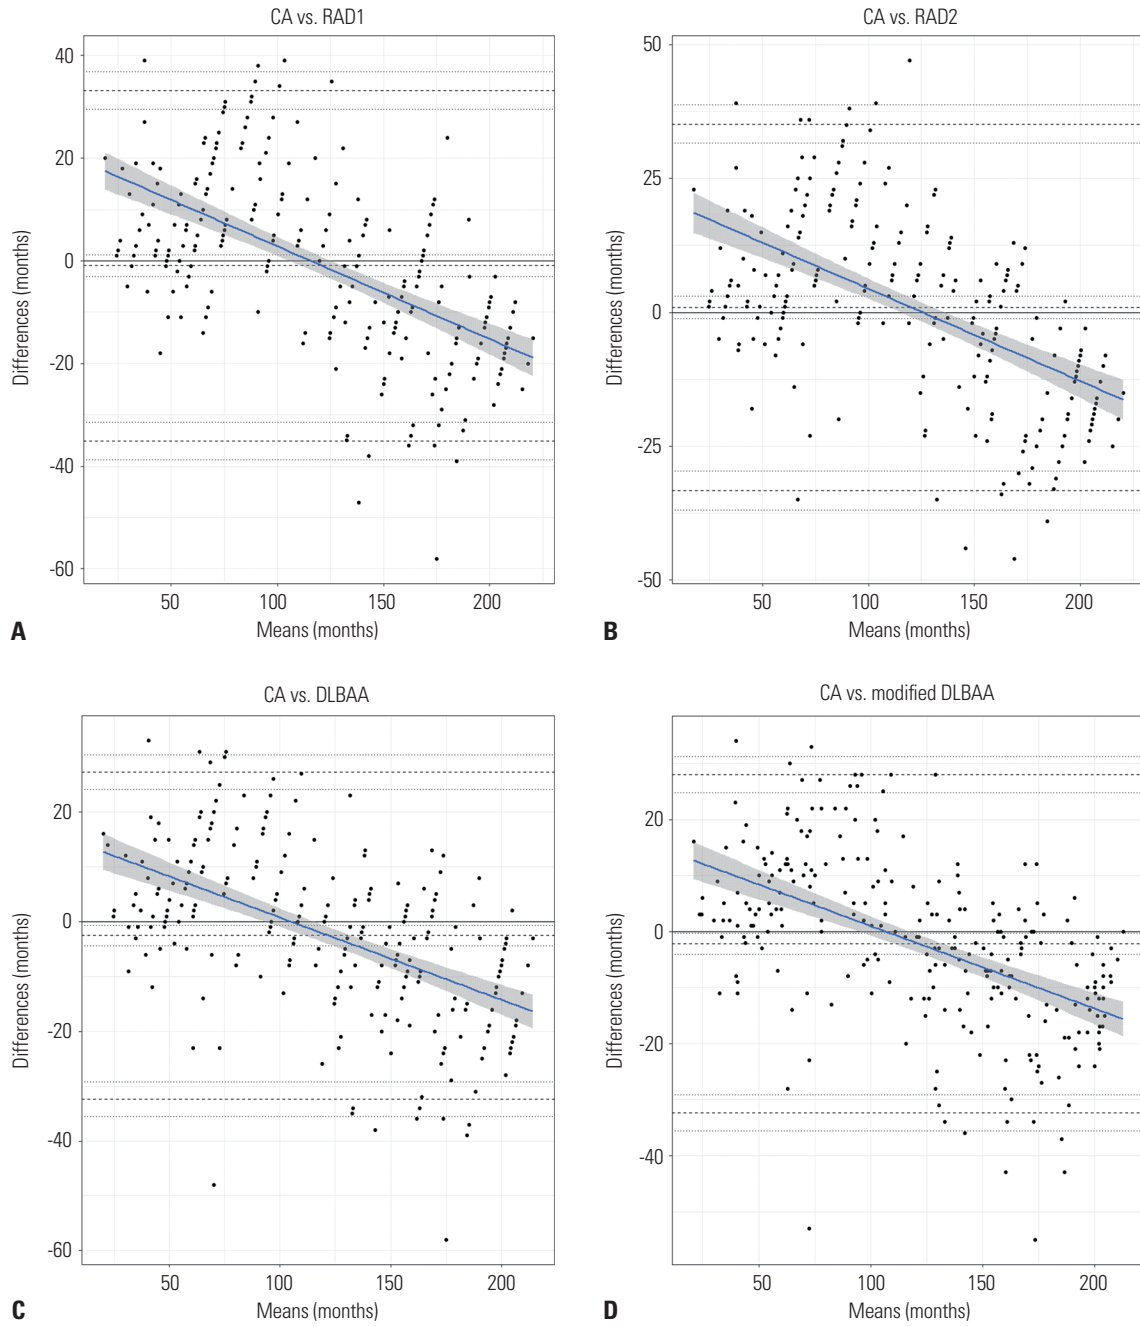 CA vs. RAD1
40
20
0
-20
-40
-60
Differences (months)
50
100
150
200
Means (months)
A
CA vs. RAD2
50
25
0
-25
-50
Differences (months)
50
100
150
200
Means (months)
B
CA vs. DLBAA
20
0
-20
-40
-60
Differences (months)
50
100
150
200
Means (months)
C
CA vs. modified DLBAA
20
0
-20
-40
Differences (months)
50
100
150
200
Means (months)
D